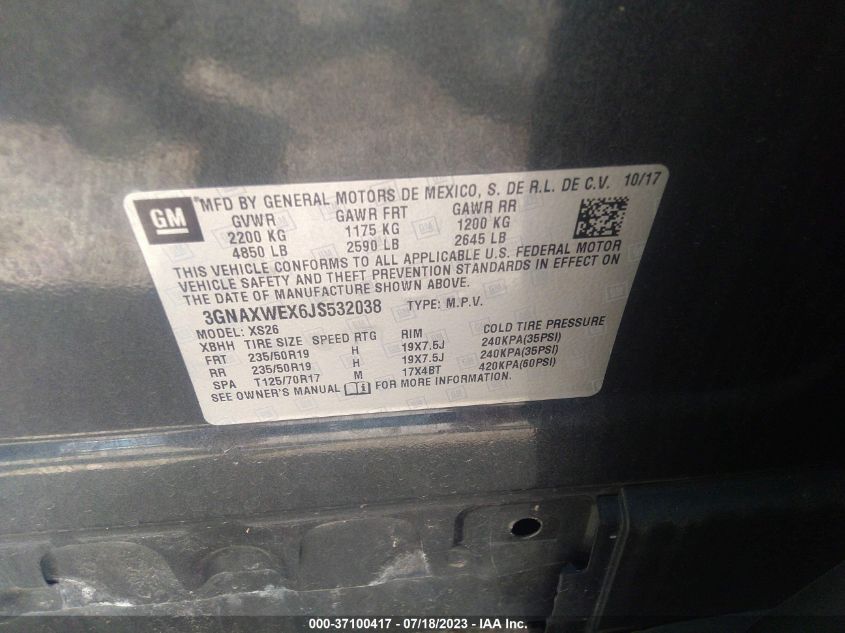 GM
®MFD BY GENERAL MOTORS DE MEXICO, S. DE R.L. DE C.V. 10/17
GVWR GAWR FRT GAWR RR
2200 KG 1175 KG 1200 KG
4850 LB 2590 LB 2645 LB
THIS VEHICLE CONFORMS TO ALL APPLICABLE U.S. FEDERAL MOTOR
VEHICLE SAFETY AND THEFT PREVENTION STANDARDS IN EFFECT ON
THE DATE OF MANUFACTURE SHOWN ABOVE.
3GNAXWEX6JS532038 TYPE: M.P.V.
MODEL: XS26
XBHH TIRE SIZE SPEED RTG RIM COLD TIRE PRESSURE
FRT 235/50R19 H 19X7.5J 240KPA(35PSI)
RR 235/50R19 H 19X7.5J 240KPA(35PSI)
SPA T125/70R17 M 17X4BT 420KPA(60PSI)
SEE OWNER'S MANUAL FOR MORE INFORMATION.
000-37100417 - 07/18/2023 - IAA Inc.